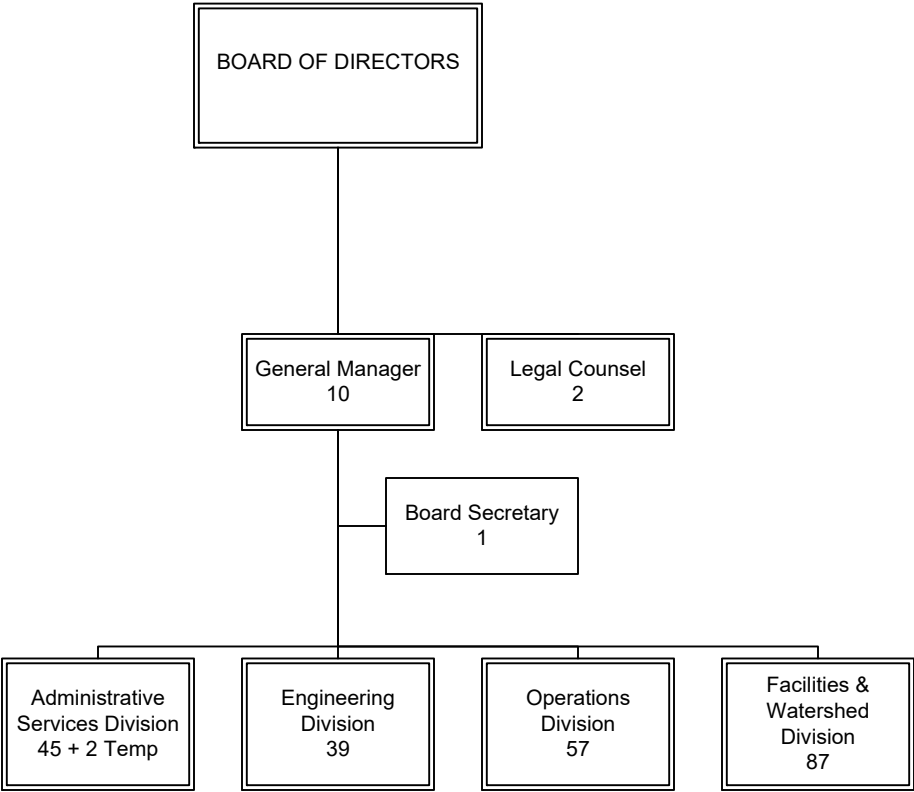 BOARD OF DIRECTORS
General Manager
10
Legal Counsel
2
Board Secretary
1
Administrative
Services Division
45 + 2 Temp
Engineering
Division
39
Operations
Division
57
Facilities &
Watershed
Division
87